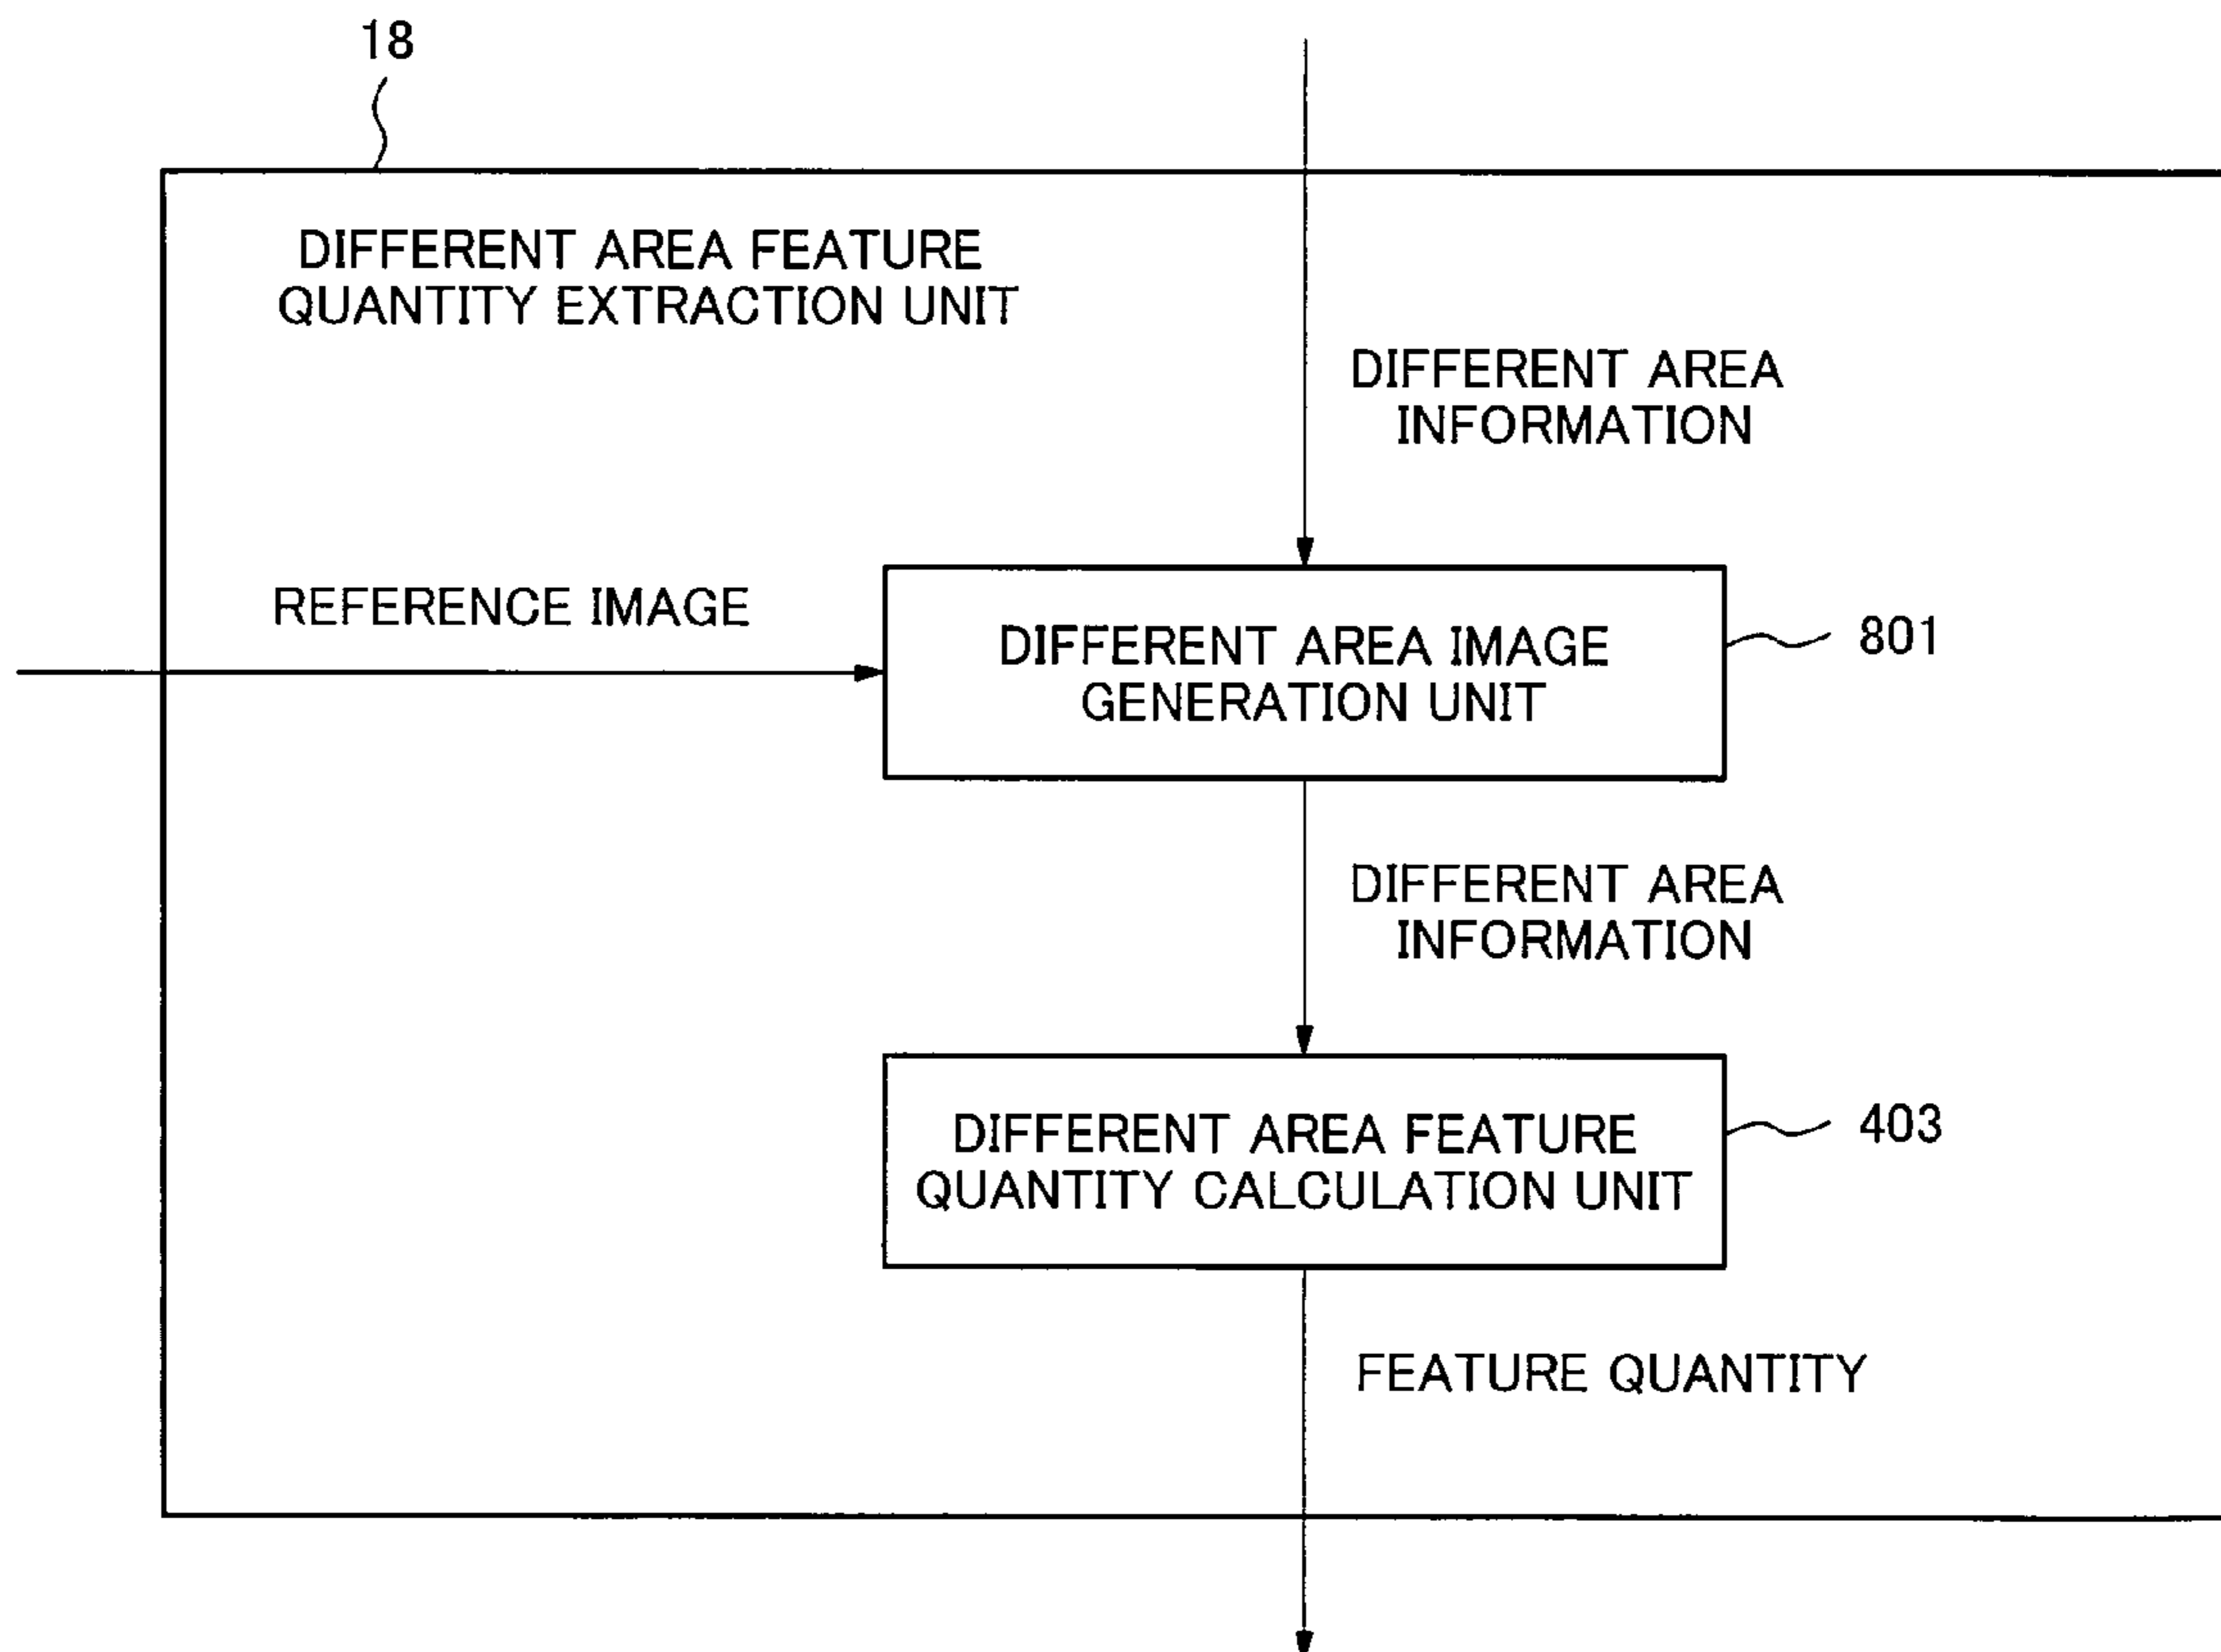 18
DIFFERENT AREA FEATURE
QUANTITY EXTRACTION UNIT
DIFFERENT AREA
INFORMATION
REFERENCE IMAGE
DIFFERENT AREA IMAGE
GENERATION UNIT
801
DIFFERENT AREA
INFORMATION
DIFFERENT AREA FEATURE
QUANTITY CALCULATION UNIT
403
FEATURE QUANTITY